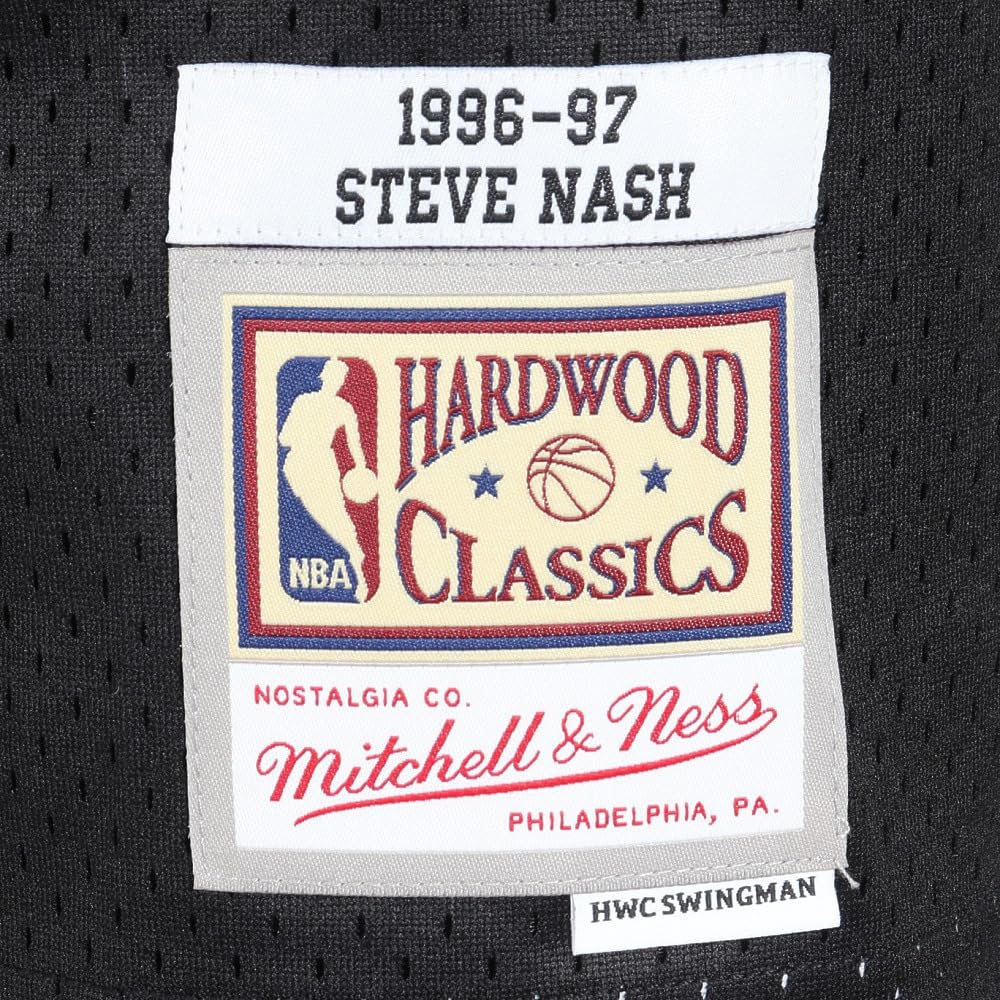 1996-97
STEVE NASH
HARDWOOD
CLASSICS
NBA
NOSTALGIA CO.
Mitchell & Ness
PHILADELPHIA, PA.
HWC SWINGMAN